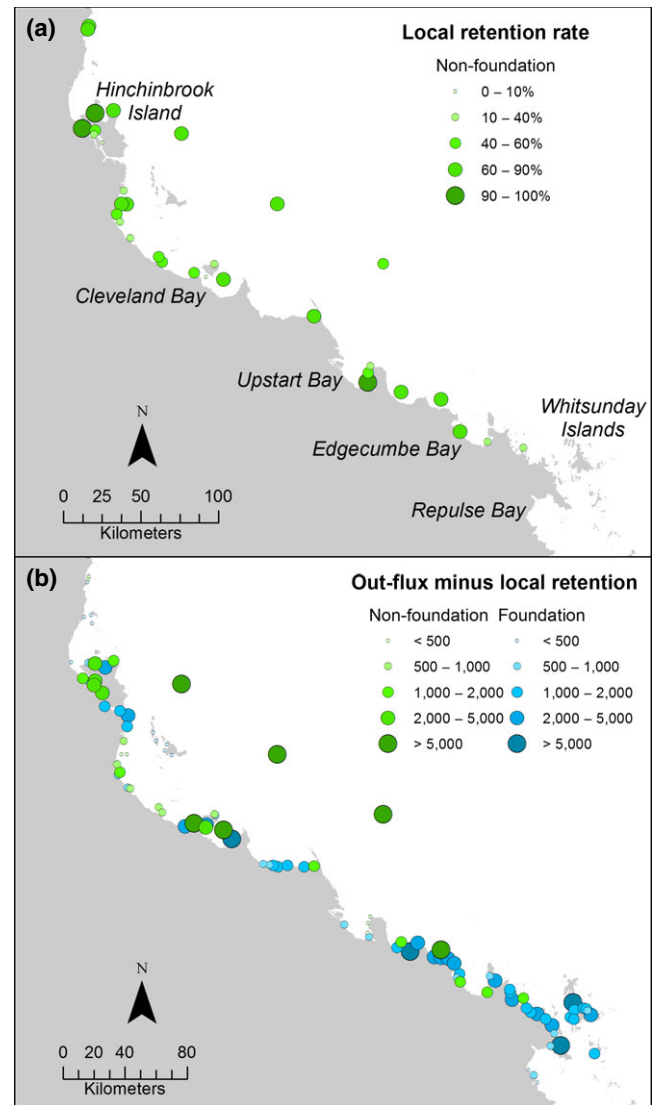 (a)
Local retention rate
Non-foundation
0 – 10%
10 – 40%
40 – 60%
60 – 90%
90 – 100%
Hinchinbrook
Island
Cleveland Bay
Upstart Bay
Whitsunday
Islands
Edgecumbe Bay
Repulse Bay
N
0 25 50 100
Kilometers
(b)
Out-flux minus local retention
Non-foundation Foundation
< 500 < 500
500 – 1,000 500 – 1,000
1,000 – 2,000 1,000 – 2,000
2,000 – 5,000 2,000 – 5,000
> 5,000 > 5,000
N
0 20 40 80
Kilometers